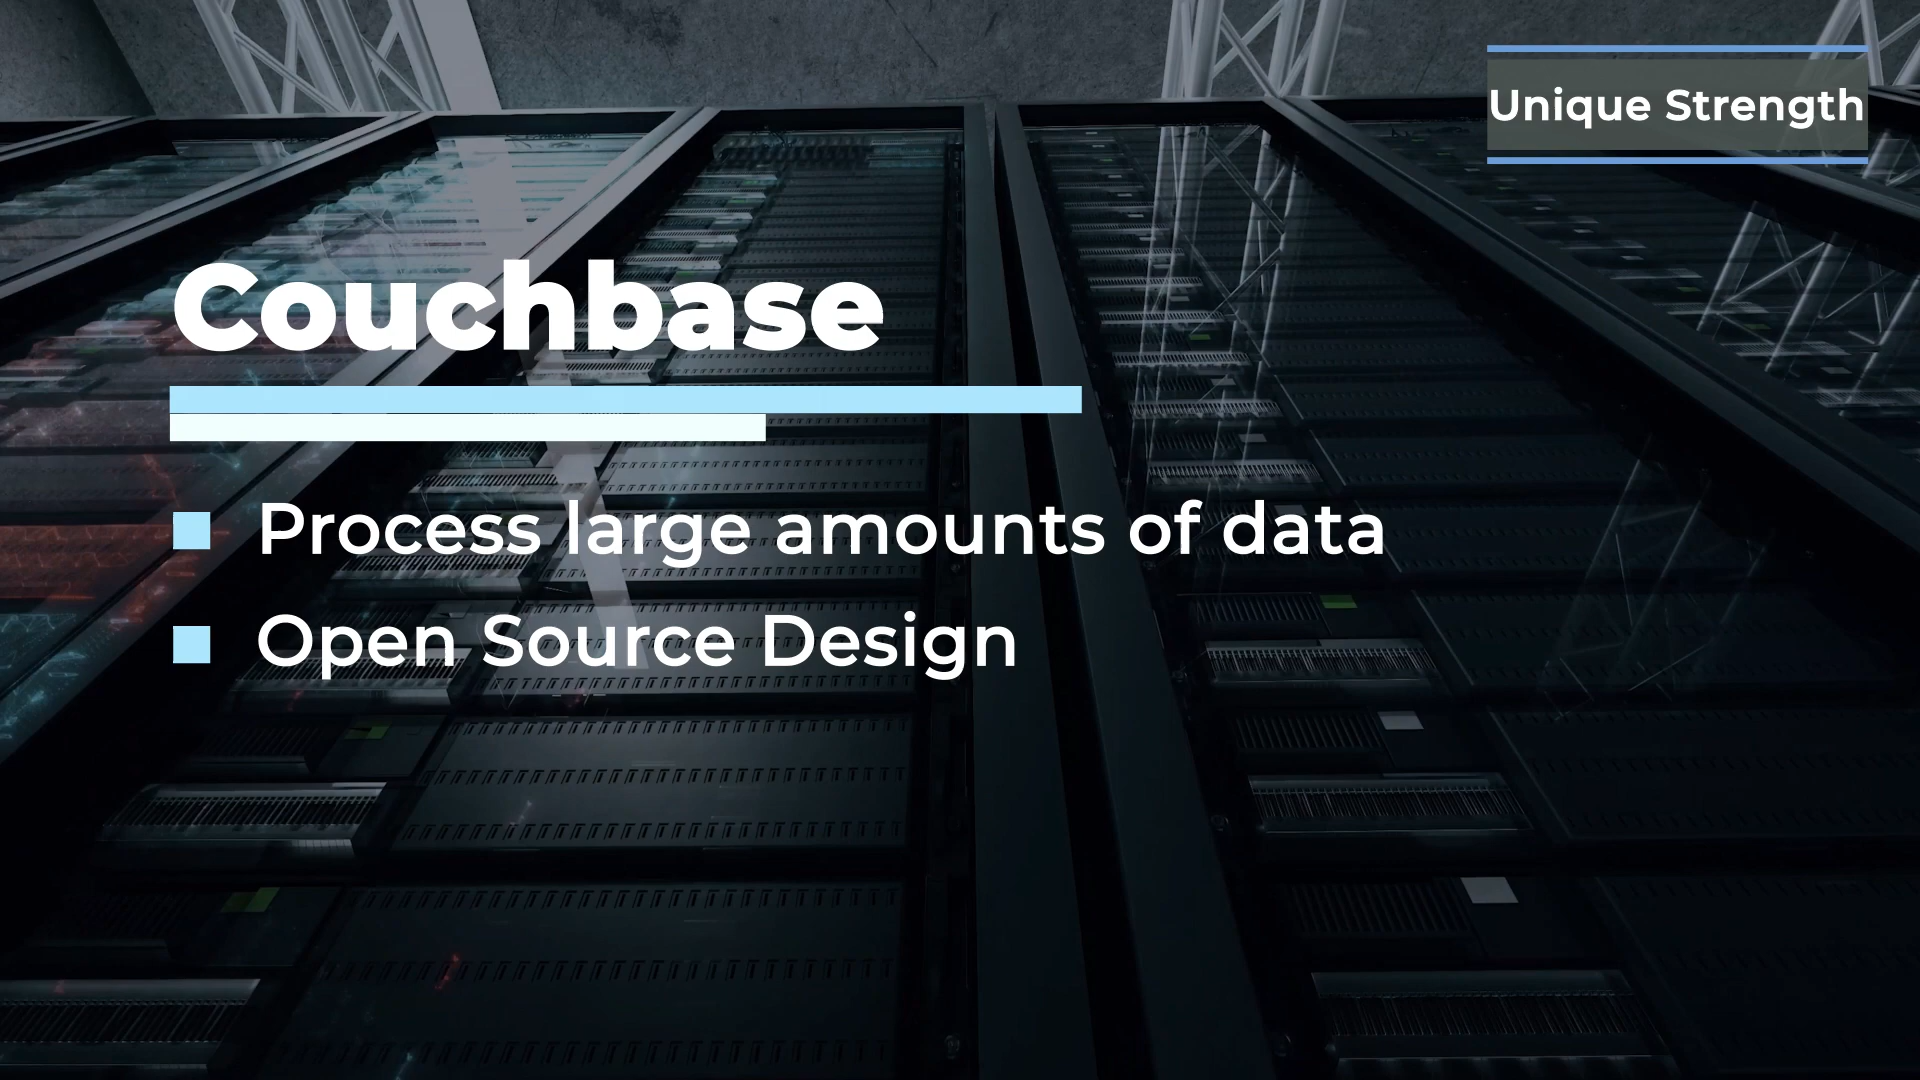 Unique Strength
Couchbase
Process large amounts of data
Open Source Design